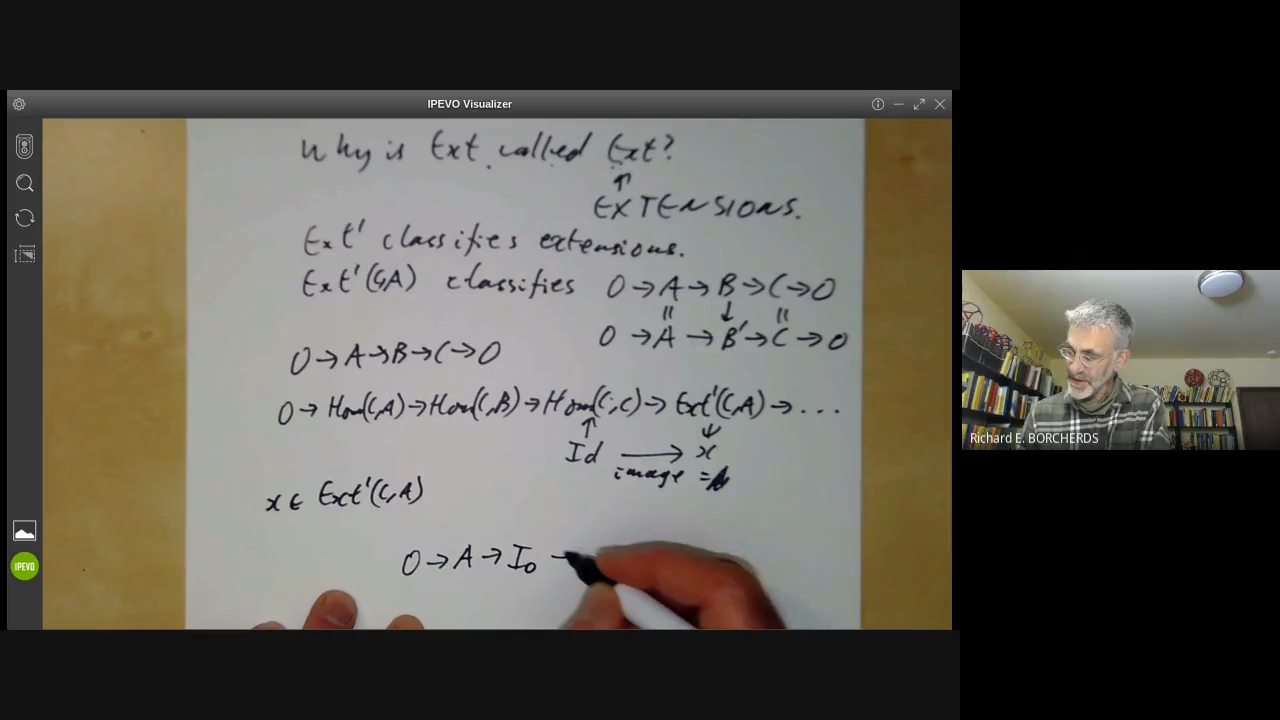 IPEVO Visualizer
Why is Ext called Ext?
↑
EXTENSIONS.
Ext¹ classifies extensions.
Ext¹(C,A) classifies 0→A→B→C→0
|| ↓ ||
0→A→B'→C→0
0→A→B→C→0
0→Hom(C,A)→Hom(C,B)→Hom(C,C)→Ext¹(C,A)→...
↑ ↓
Id → x
image =
x ∈ Ext¹(C,A)
0→A→I₀→
IPEVO
Richard E. BORCHERDS